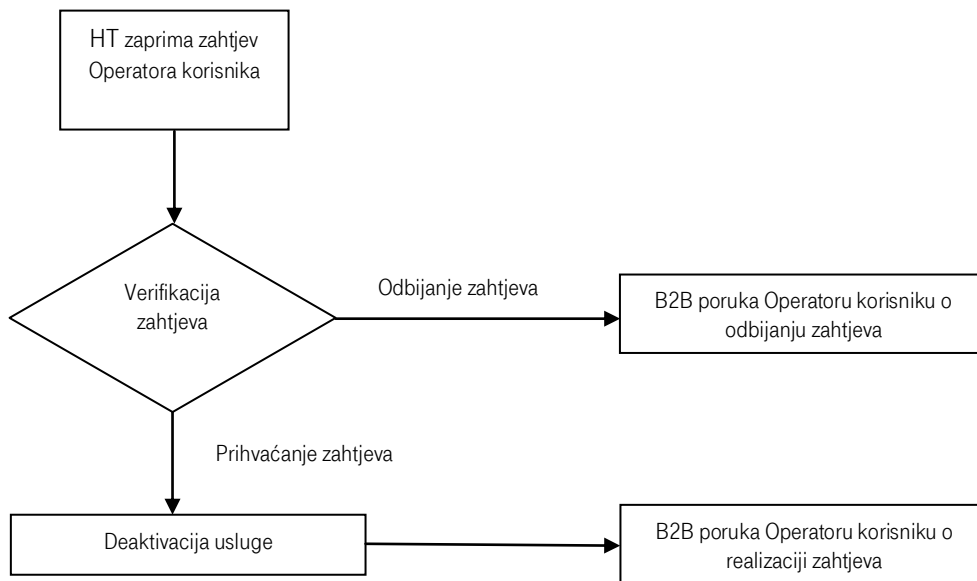 HT zaprima zahtjev
Operatora korisnika
Verifikacija
zahtjeva
Odbijanje zahtjeva
B2B poruka Operatoru korisniku o
odbijanju zahtjeva
Prihvaćanje zahtjeva
Deaktivacija usluge
B2B poruka Operatoru korisniku o
realizaciji zahtjeva